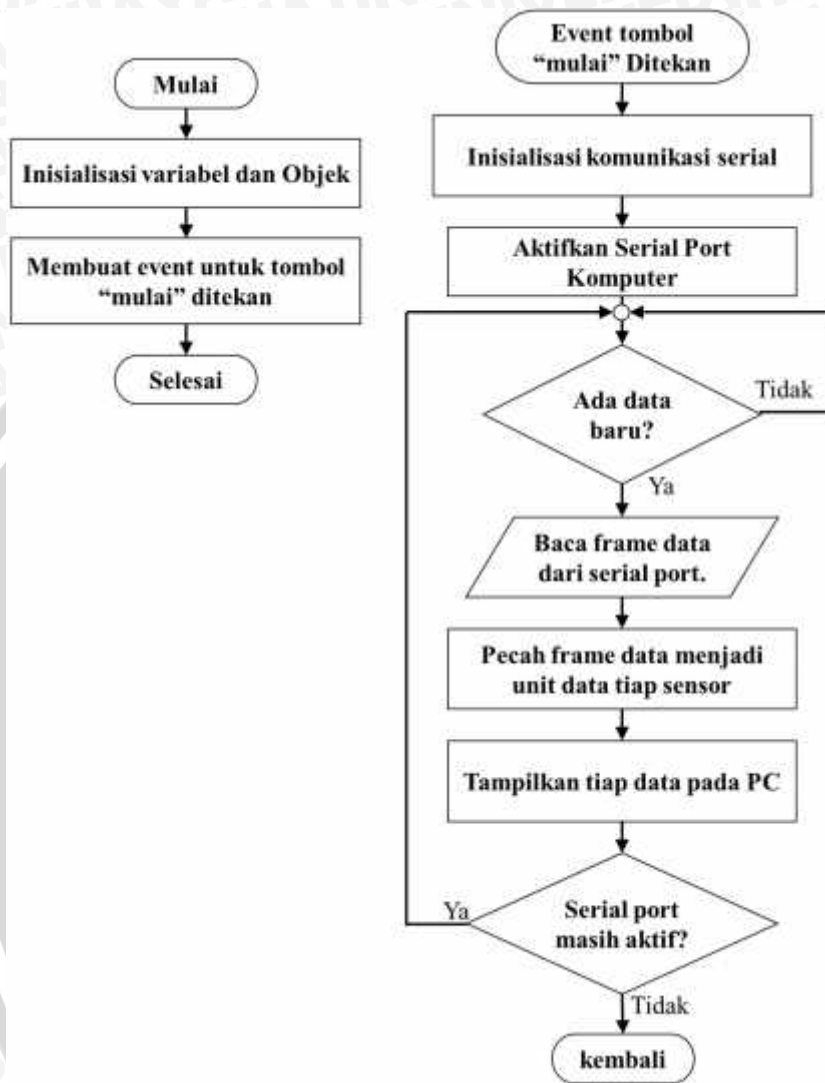 Mulai
Inisialisasi variabel dan Objek
Membuat event untuk tombol
“mulai” ditekan
Selesai
Event tombol
“mulai” Ditekan
Inisialisasi komunikasi serial
Aktifkan Serial Port
Komputer
Ada data
baru?
Tidak
Ya
Baca frame data
dari serial port.
Pecah frame data menjadi
unit data tiap sensor
Tampilkan tiap data pada PC
Serial port
masih aktif?
Ya
Tidak
kembali